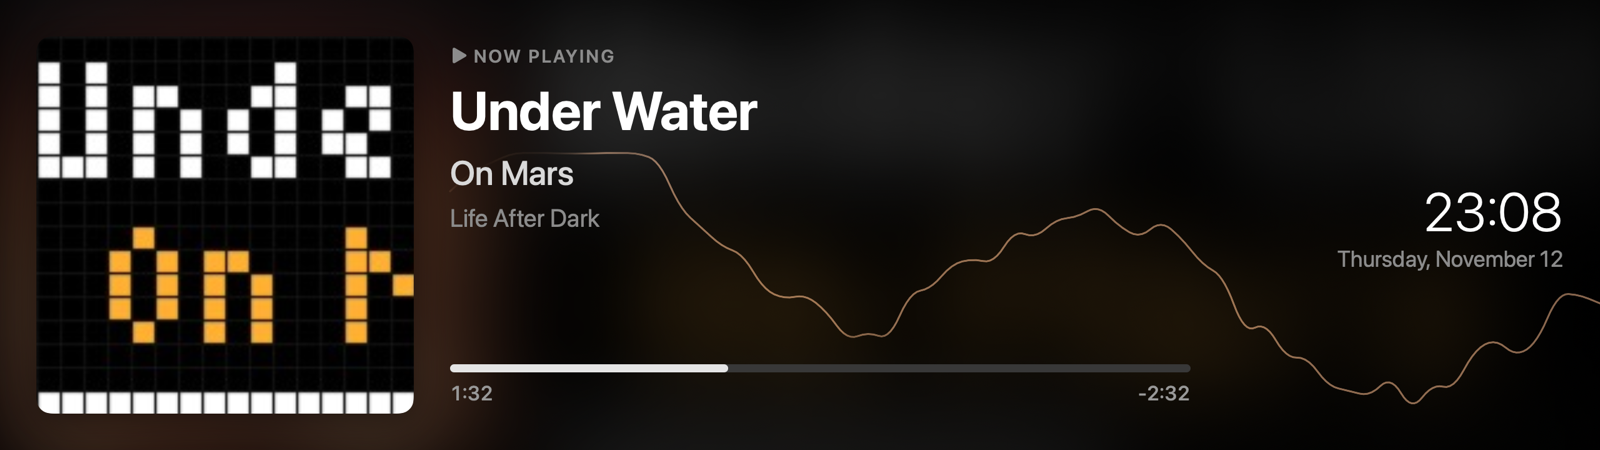 Unde
on
NOW PLAYING
Under Water
On Mars
Life After Dark
1:32
-2:32
23:08
Thursday, November 12